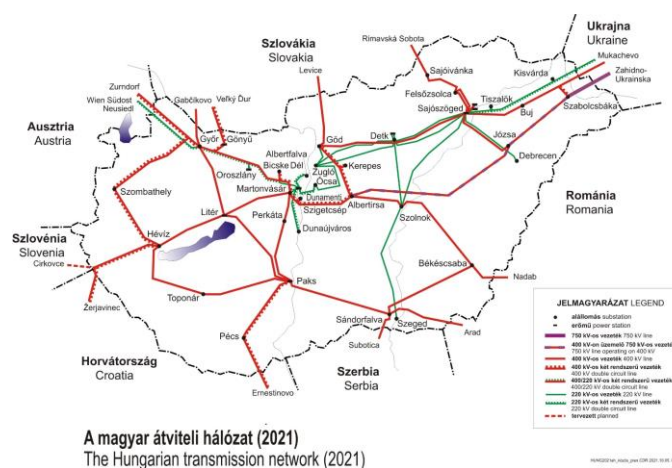 Ukrajna
Ukraine
Mukachevo
Szlovákia
Slovakia
Rimavská Sobota
Kisvárda
Zahidno-
Ukrainska
Sajóivánka
Levice
Felsőzsolca
Zurndorf
Wien Südost
Neusiedl
Gabčikovo
Veľký Ďur
Sajószöged
Tiszalök
Szabolcsbáka
Buj
Ausztria
Austria
Győr
Gönyű
Göd
Detk
Józsa
Debrecen
Albertfalva
Bicske Dél
Zugló
Kerepes
Oroszlány
Ócsa
Martonvásár
Dunamenti
Szigetcsép
Albertirsa
Szombathely
Litér
Perkáta
Szolnok
Románia
Romania
Dunaújváros
Hévíz
Szlovénia
Slovenia
Cirkovce
Békéscsaba
Nadab
Toponár
Paks
Žerjavinec
Sándorfalva
Szeged
Arad
Pécs
Subotica
Horvátország
Croatia
Ernestinovo
Szerbia
Serbia
JELMAGYARÁZAT LEGEND
alállomás substation
erőmű power station
750 kV-os vezeték 750 kV line
400 kV-on üzemelő 750 kV-os vezeték
750 kV line operating on 400 kV
400 kV-os vezeték 400 kV line
400 kV-os két rendszerű vezeték
400 kV double circuit line
400/220 kV-os két rendszerű vezeték
400/220 kV double circuit line
220 kV-os vezeték 220 kV line
220 kV-os két rendszerű vezeték
220 kV double circuit line
tervezett planned
A magyar átviteli hálózat (2021)
The Hungarian transmission network (2021)